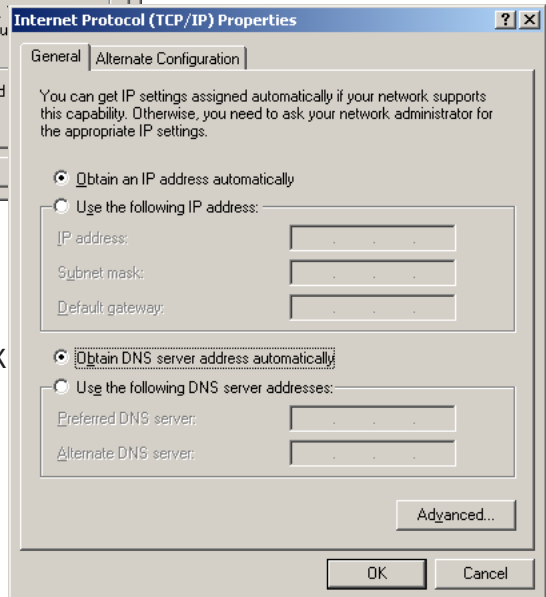 Internet Protocol (TCP/IP) Properties
General
Alternate Configuration
You can get IP settings assigned automatically if your network supports
this capability. Otherwise, you need to ask your network administrator for
the appropriate IP settings.
Obtain an IP address automatically
Use the following IP address:
IP address:
Subnet mask:
Default gateway:
Obtain DNS server address automatically
Use the following DNS server addresses:
Preferred DNS server:
Alternate DNS server:
Advanced...
OK
Cancel